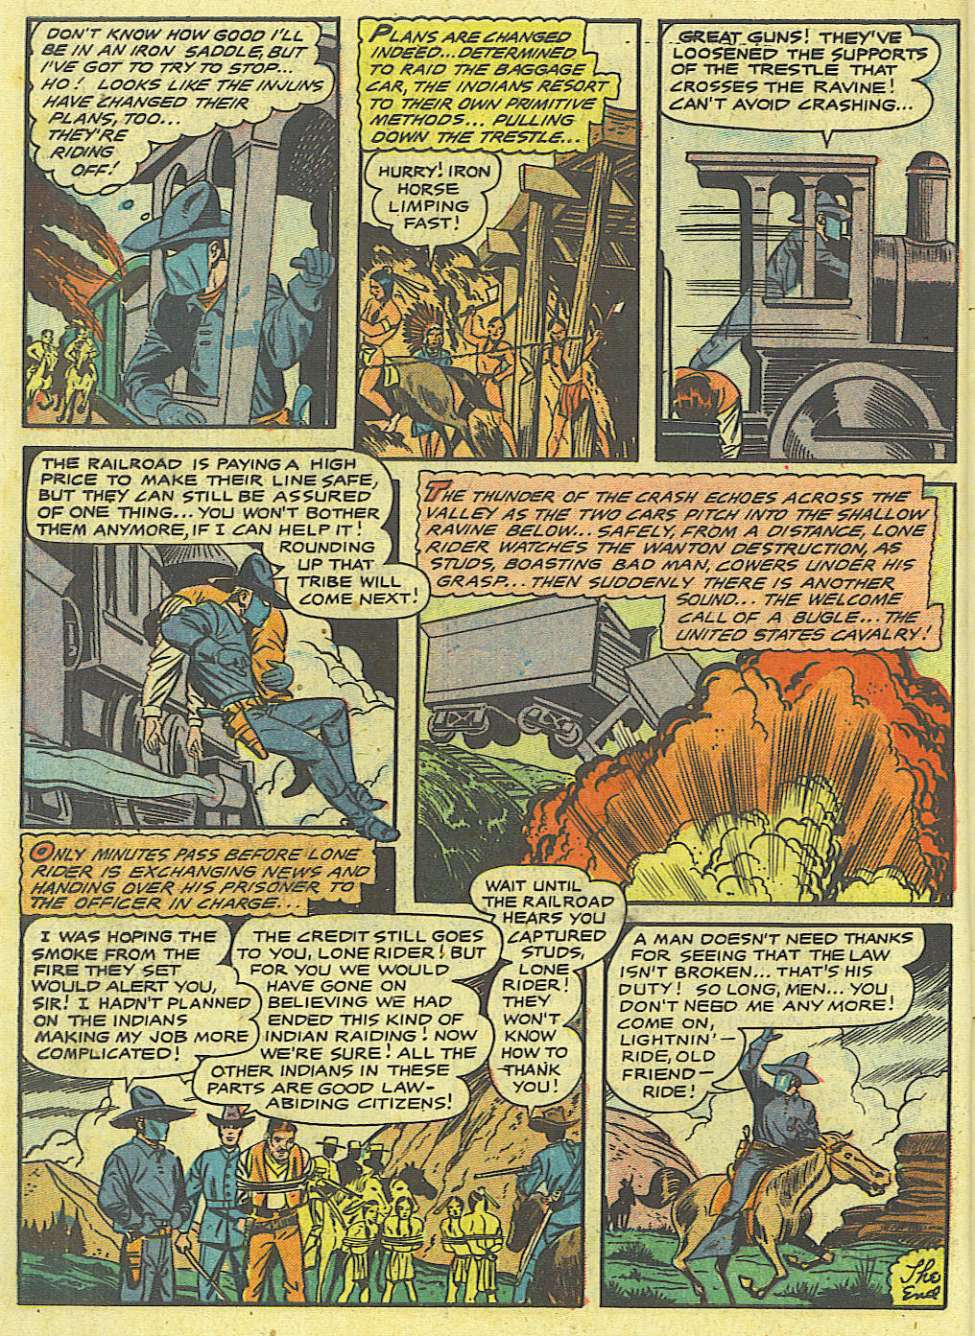 DON'T KNOW HOW GOOD I'LL
BE IN AN IRON SADDLE, BUT
I'VE GOT TO TRY TO STOP...
HO! LOOKS LIKE THE INJUNS
HAVE CHANGED THEIR
PLANS, TOO...
THEY'RE
RIDING
OFF!
PLANS ARE CHANGED
INDEED... DETERMINED
TO RAID THE BAGGAGE
CAR, THE INDIANS RESORT
TO THEIR OWN PRIMITIVE
METHODS... PULLING
DOWN THE TRESTLE...
HURRY! IRON
HORSE
LIMPING
FAST!
GREAT GUNS! THEY'VE
LOOSENED THE SUPPORTS
OF THE TRESTLE THAT
CROSSES THE RAVINE!
CAN'T AVOID CRASHING...
THE RAILROAD IS PAYING A HIGH
PRICE TO MAKE THEIR LINE SAFE,
BUT THEY CAN STILL BE ASSURED
OF ONE THING... YOU WON'T BOTHER
THEM ANYMORE, IF I CAN HELP IT!
ROUNDING
UP THAT
TRIBE WILL
COME NEXT!
THE THUNDER OF THE CRASH ECHOES ACROSS THE
VALLEY AS THE TWO CARS PITCH INTO THE SHALLOW
RAVINE BELOW... SAFELY, FROM A DISTANCE, LONE
RIDER WATCHES THE WANTON DESTRUCTION, AS
STUDS, BOASTING BAD MAN, COWERS UNDER HIS
GRASP... THEN SUDDENLY THERE IS ANOTHER
SOUND... THE WELCOME
CALL OF A BUGLE... THE
UNITED STATES CAVALRY!
ONLY MINUTES PASS BEFORE LONE
RIDER IS EXCHANGING NEWS AND
HANDING OVER HIS PRISONER TO
THE OFFICER IN CHARGE...
I WAS HOPING THE
SMOKE FROM THE
FIRE THEY SET
WOULD ALERT YOU,
SIR! I HADN'T PLANNED
ON THE INDIANS
MAKING MY JOB MORE
COMPLICATED!
THE CREDIT STILL GOES
TO YOU, LONE RIDER! BUT
FOR YOU WE WOULD
HAVE GONE ON
BELIEVING WE HAD
ENDED THIS KIND OF
INDIAN RAIDING! NOW
WE'RE SURE! ALL THE
OTHER INDIANS IN THESE
PARTS ARE GOOD LAW-
ABIDING CITIZENS!
WAIT UNTIL
THE RAILROAD
HEARS YOU
CAPTURED
STUDS,
LONE
RIDER!
THEY
WON'T
KNOW
HOW TO
THANK
YOU!
A MAN DOESN'T NEED THANKS
FOR SEEING THAT THE LAW
ISN'T BROKEN... THAT'S HIS
DUTY! SO LONG, MEN... YOU
DON'T NEED ME ANY MORE!
COME ON,
LIGHTNIN'—
RIDE, OLD
FRIEND—
RIDE!
The
End